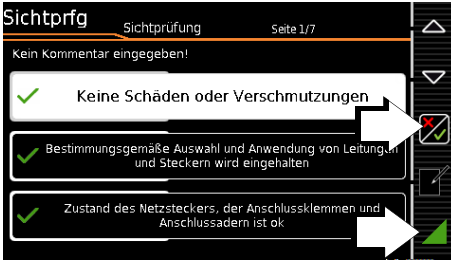 Sichtprfg
Sichtprüfung
Seite 1/7
Kein Kommentar eingegeben!
Keine Schäden oder Verschmutzungen
Bestimmungsgemäße Auswahl und Anwendung von Leitungen
und Steckern wird eingehalten
Zustand des Netzsteckers, der Anschlussklemmen und
Anschlussadern ist ok